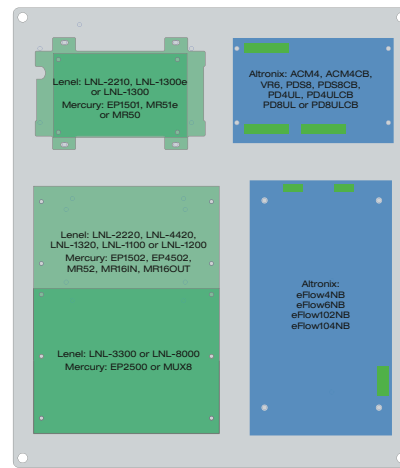 Lenel: LNL-2210, LNL-1300e
or LNL-1300
Mercury: EP1501, MR51e
or MR50
Altronix: ACM4, ACM4CB,
VR6, PDS8, PDS8CB,
PD4UL, PD4ULCB
PD8UL or PD8ULCB
Lenel: LNL-2220, LNL-4420,
LNL-1320, LNL-1100 or LNL-1200
Mercury: EP1502, EP4502,
MR52, MR16IN, MR16OUT
Altronix:
eFlow4NB
eFlow6NB
eFlow102NB
eFlow104NB
Lenel: LNL-3300 or LNL-8000
Mercury: EP2500 or MUX8